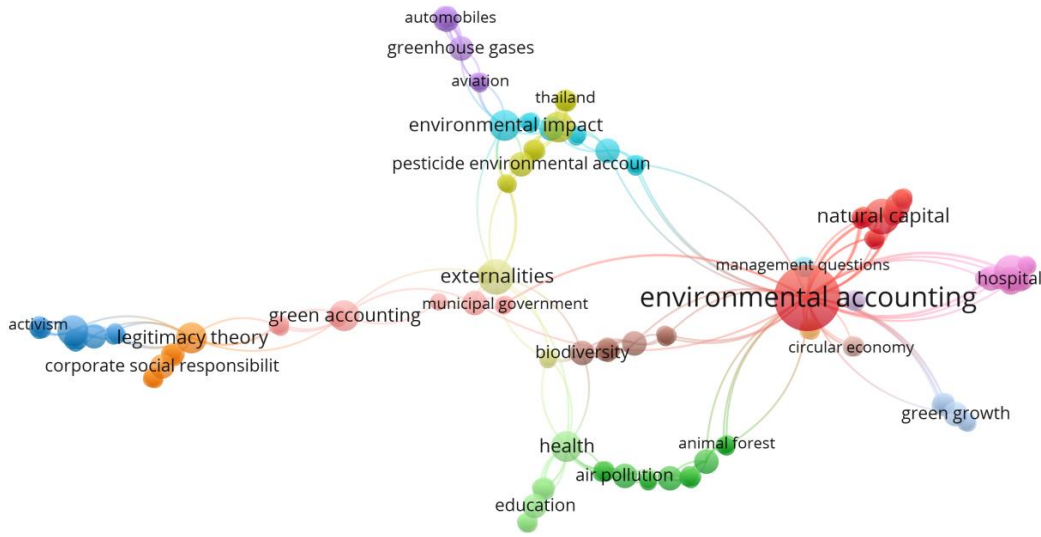 automobiles
greenhouse gases
aviation
thailand
environmental impact
pesticide environmental accoun
natural capital
management questions
externalities
hospital
environmental accounting
municipal government
green accounting
activism
legitimacy theory
circular economy
biodiversity
corporate social responsibilit
green growth
animal forest
health
air pollution
education